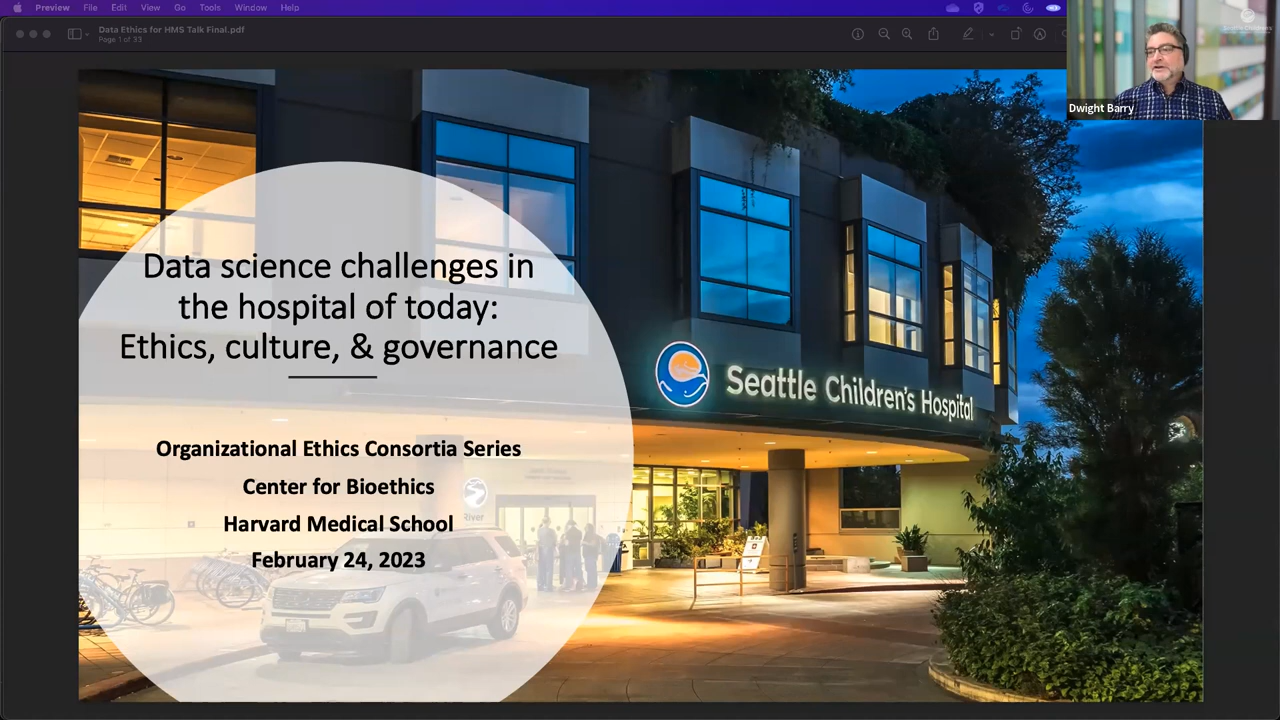 Preview File Edit View Go Tools Window Help
Data Ethics for HMS Talk Final.pdf
Page 1 of 33
Dwight Barry
Data science challenges in
the hospital of today:
Ethics, culture, & governance
Seattle Children's Hospital
Organizational Ethics Consortia Series
Center for Bioethics
Harvard Medical School
February 24, 2023
River